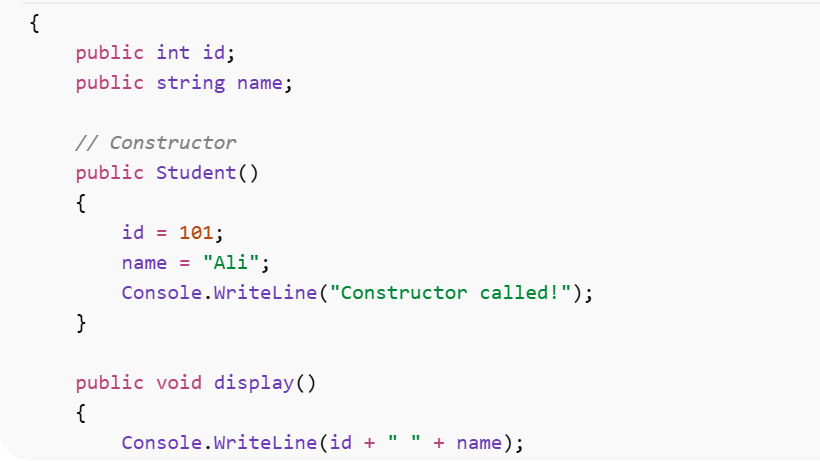 {
    public int id;
    public string name;

    // Constructor
    public Student()
    {
        id = 101;
        name = "Ali";
        Console.WriteLine("Constructor called!");
    }

    public void display()
    {
        Console.WriteLine(id + " " + name);